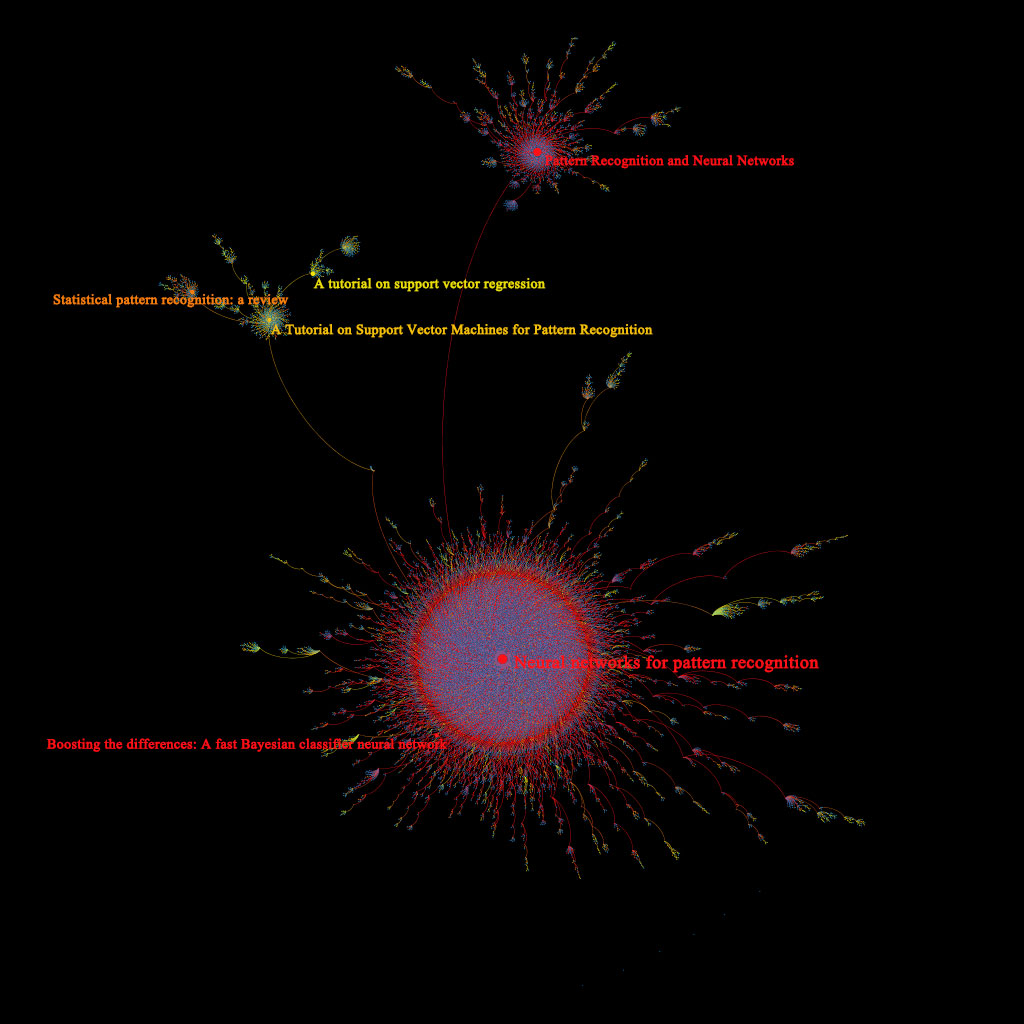 Pattern Recognition and Neural Networks
A tutorial on support vector regression
Statistical pattern recognition: a review
A Tutorial on Support Vector Machines for Pattern Recognition
Neural networks for pattern recognition
Boosting the differences: A fast Bayesian classifier neural network